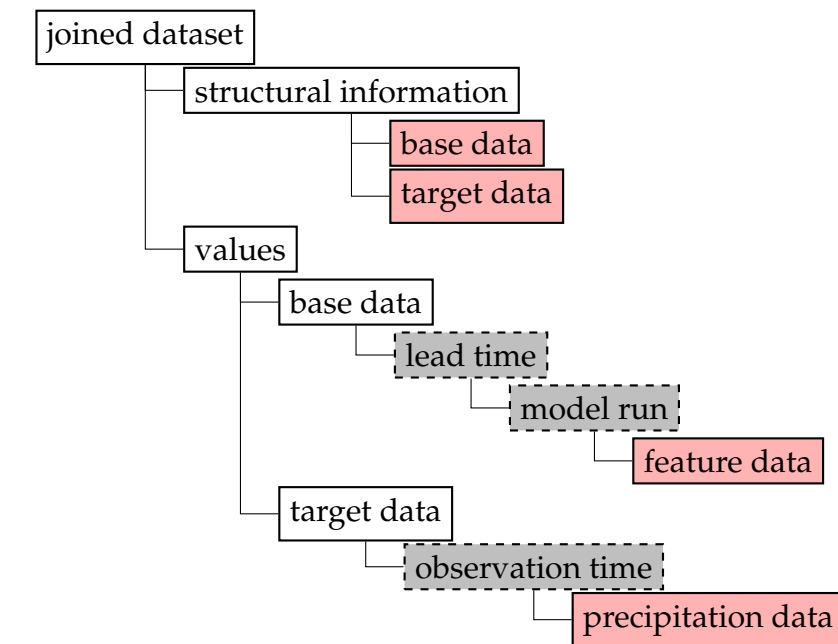 joined dataset
structural information
base data
target data
values
base data
lead time
model run
feature data
target data
observation time
precipitation data